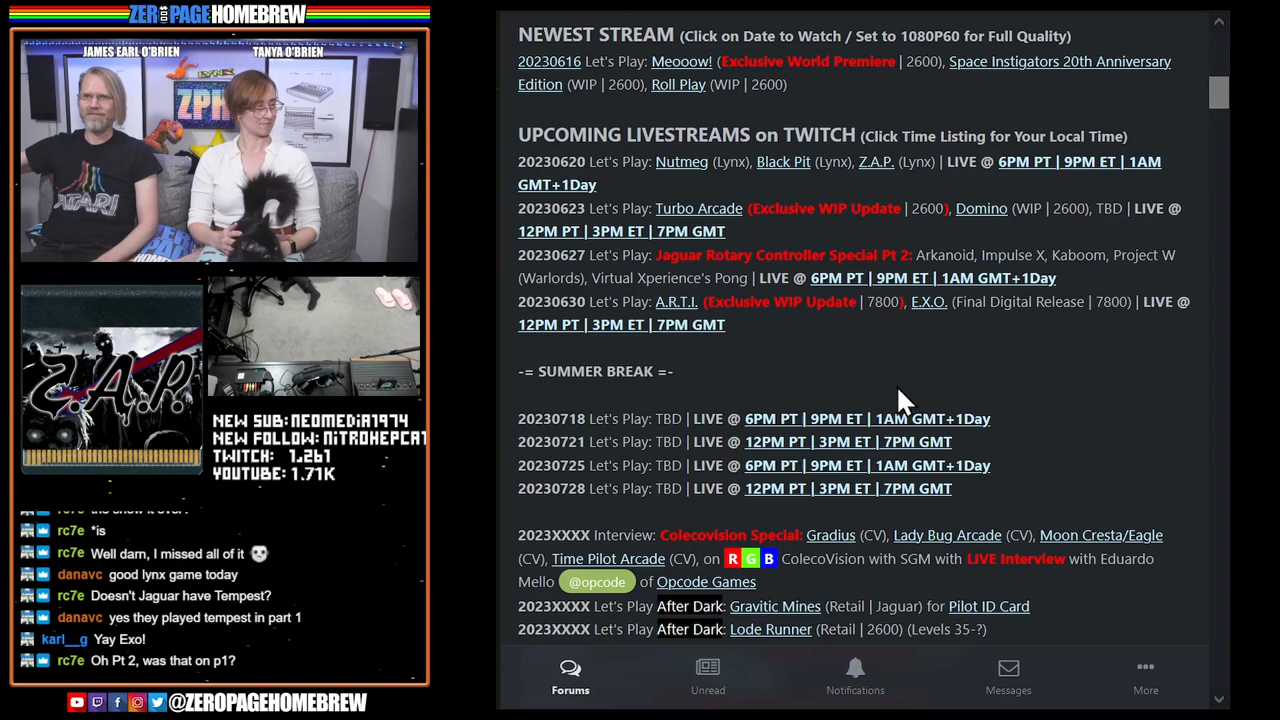 ZERO PAGE HOMEBREW
JAMES EARL O'BRIEN
TANYA O'BRIEN
LYNX
ZPH
ATARI
Z.A.P.
NEW SUB: NEOMEDIA1974
NEW FOLLOW: NITROHEPCAT
TWITCH: 1,261
YOUTUBE: 1.71K
rc7e *is
rc7e Well darn, I missed all of it
danavc good lynx game today
rc7e Doesn't Jaguar have Tempest?
danavc yes they played tempest in part 1
karl__g Yay Exo!
rc7e Oh Pt 2, was that on p1?
@ZEROPAGEHOMEBREW
NEWEST STREAM (Click on Date to Watch / Set to 1080P60 for Full Quality)
20230616 Let's Play: Meooow! (Exclusive World Premiere | 2600), Space Instigators 20th Anniversary
Edition (WIP | 2600), Roll Play (WIP | 2600)
UPCOMING LIVESTREAMS on TWITCH (Click Time Listing for Your Local Time)
20230620 Let's Play: Nutmeg (Lynx), Black Pit (Lynx), Z.A.P. (Lynx) | LIVE @ 6PM PT | 9PM ET | 1AM
GMT+1Day
20230623 Let's Play: Turbo Arcade (Exclusive WIP Update | 2600), Domino (WIP | 2600), TBD | LIVE @
12PM PT | 3PM ET | 7PM GMT
20230627 Let's Play: Jaguar Rotary Controller Special Pt 2: Arkanoid, Impulse X, Kaboom, Project W
(Warlords), Virtual Xperience's Pong | LIVE @ 6PM PT | 9PM ET | 1AM GMT+1Day
20230630 Let's Play: A.R.T.I. (Exclusive WIP Update | 7800), E.X.O. (Final Digital Release | 7800) | LIVE @
12PM PT | 3PM ET | 7PM GMT
-= SUMMER BREAK =-
20230718 Let's Play: TBD | LIVE @ 6PM PT | 9PM ET | 1AM GMT+1Day
20230721 Let's Play: TBD | LIVE @ 12PM PT | 3PM ET | 7PM GMT
20230725 Let's Play: TBD | LIVE @ 6PM PT | 9PM ET | 1AM GMT+1Day
20230728 Let's Play: TBD | LIVE @ 12PM PT | 3PM ET | 7PM GMT
2023XXXX Interview: Colecovision Special: Gradius (CV), Lady Bug Arcade (CV), Moon Cresta/Eagle
(CV), Time Pilot Arcade (CV), on R G B ColecoVision with SGM with LIVE Interview with Eduardo
Mello @opcode of Opcode Games
2023XXXX Let's Play After Dark: Gravitic Mines (Retail | Jaguar) for Pilot ID Card
2023XXXX Let's Play After Dark: Lode Runner (Retail | 2600) (Levels 35-?)
Forums
Unread
Notifications
Messages
More